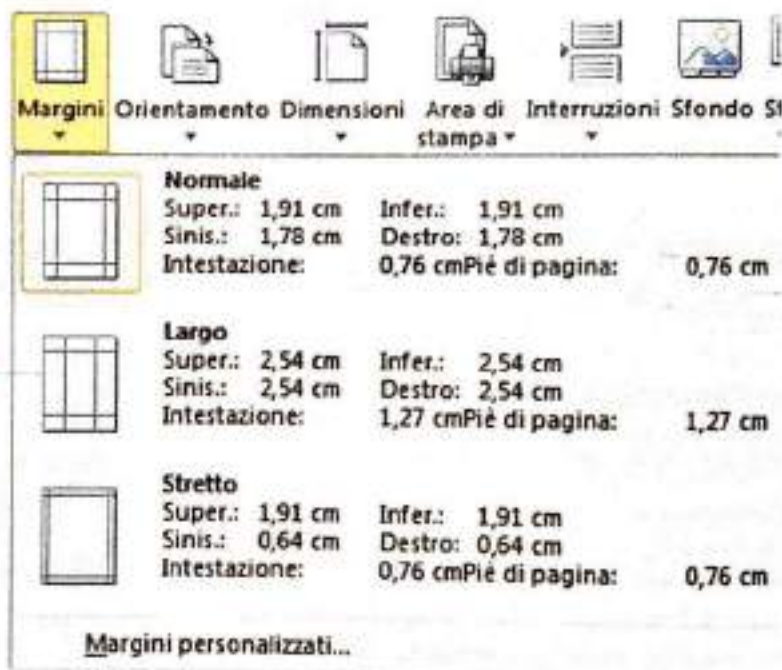 Margini Orientamento Dimensioni Area di stampa Interruzioni Sfondo
Normale
Super.: 1,91 cm Infer.: 1,91 cm
Sinis.: 1,78 cm Destro: 1,78 cm
Intestazione: 0,76 cmPiè di pagina: 0,76 cm
Largo
Super.: 2,54 cm Infer.: 2,54 cm
Sinis.: 2,54 cm Destro: 2,54 cm
Intestazione: 1,27 cmPiè di pagina: 1,27 cm
Stretto
Super.: 1,91 cm Infer.: 1,91 cm
Sinis.: 0,64 cm Destro: 0,64 cm
Intestazione: 0,76 cmPiè di pagina: 0,76 cm
Margini personalizzati...